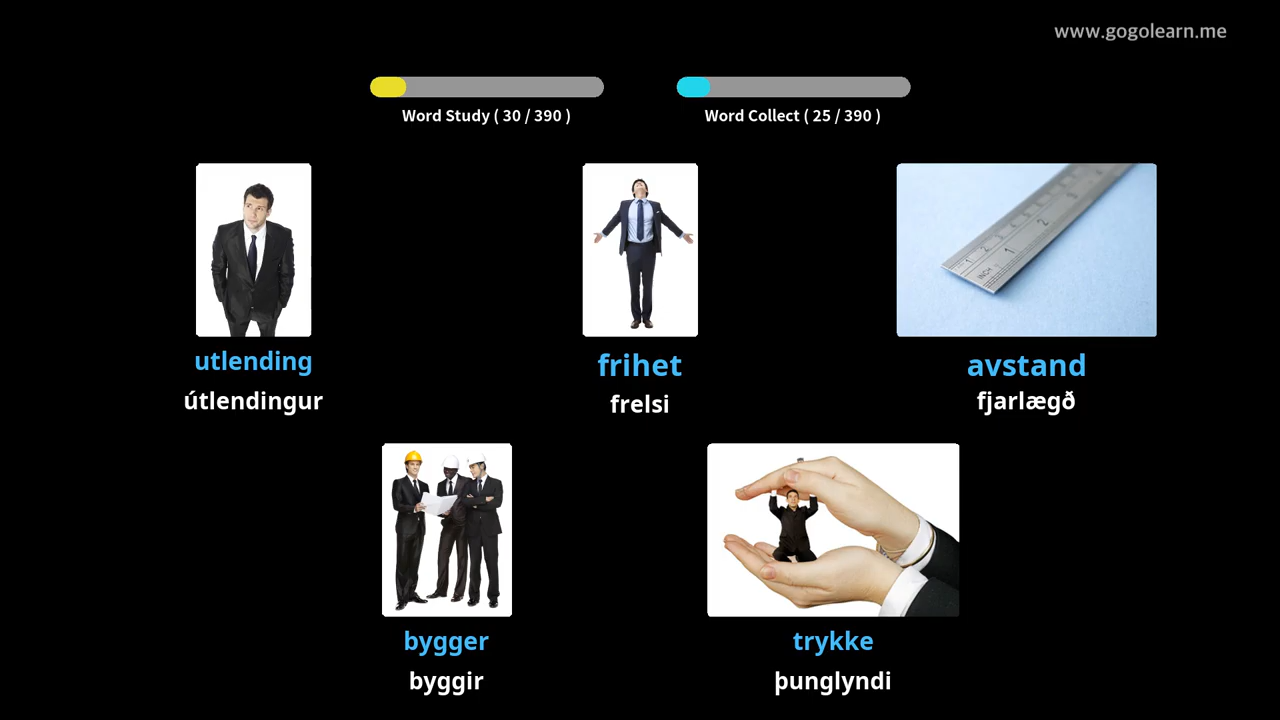 www.gogolearn.me
Word Study ( 30 / 390 )
Word Collect ( 25 / 390 )
utlending
útlendingur
frihet
frelsi
avstand
fjarlægð
bygger
byggir
trykke
þunglyndi